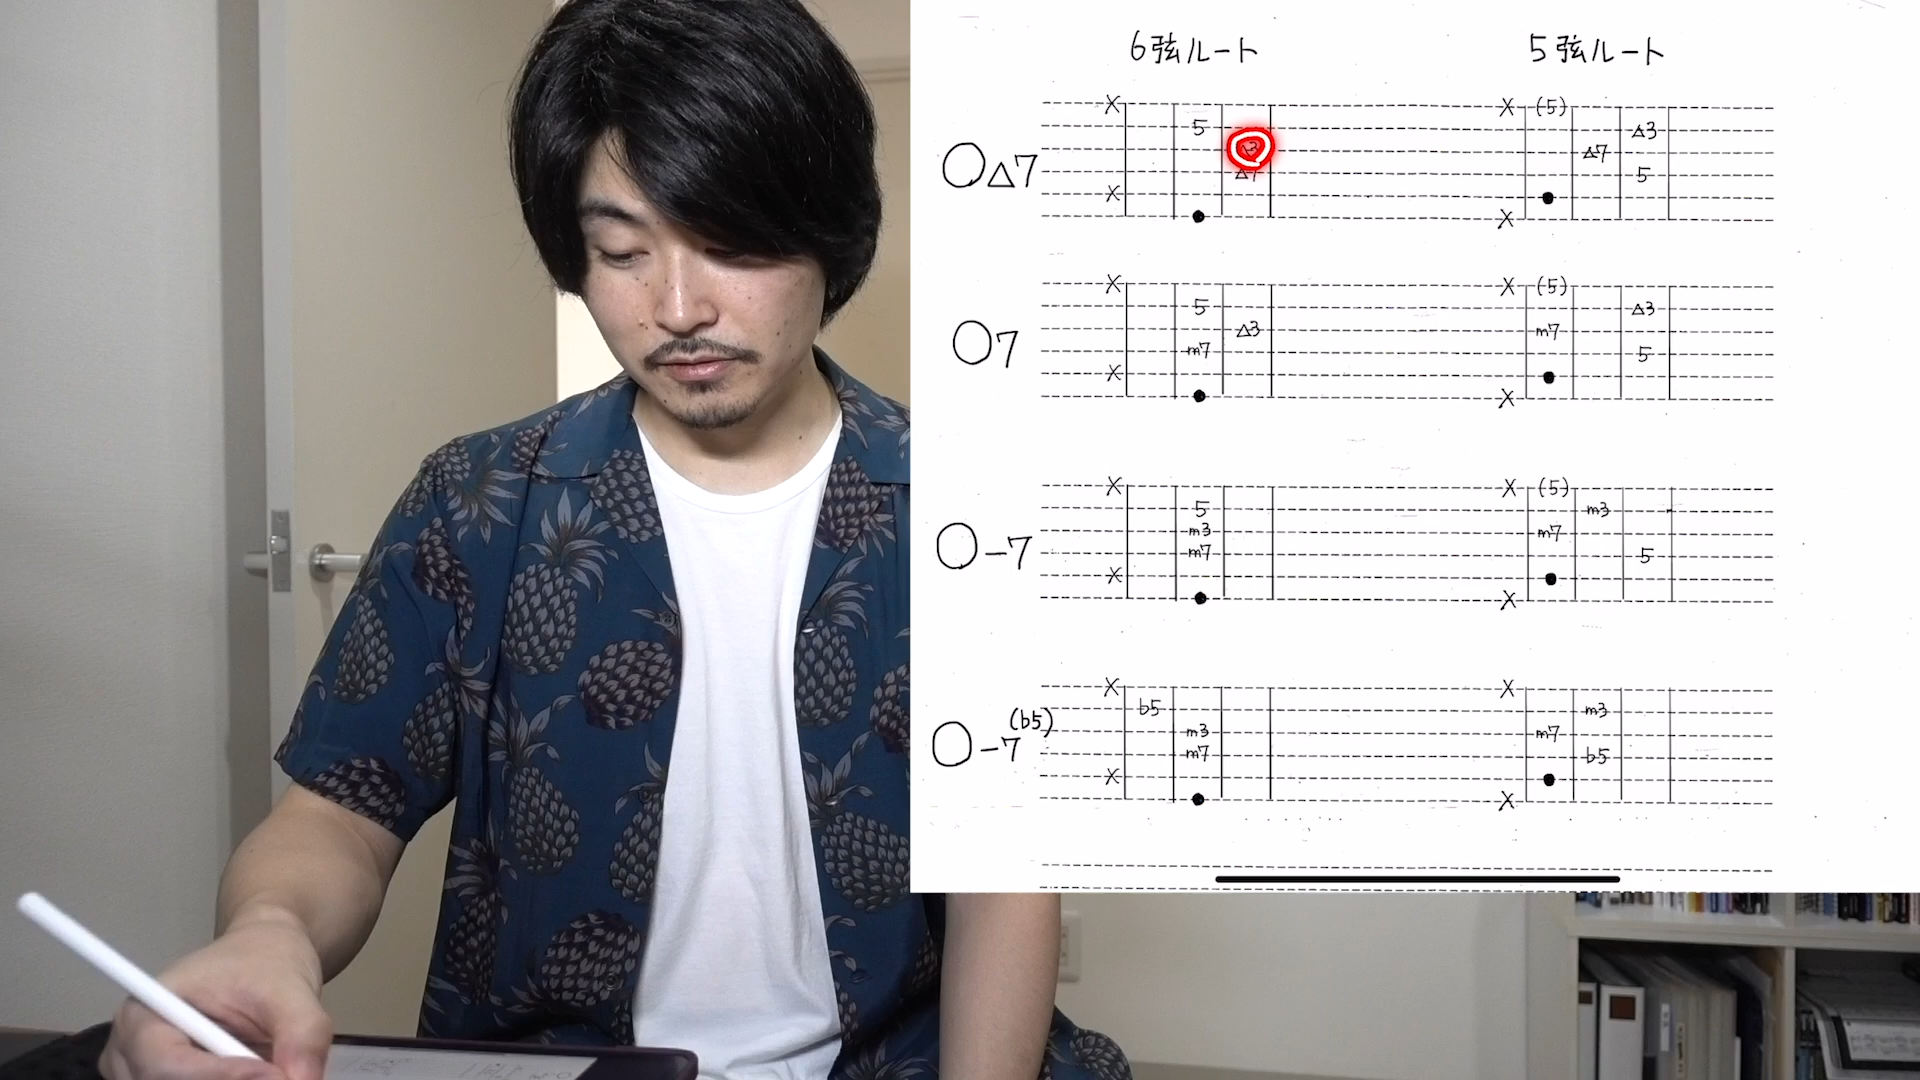 6弦ルート 5弦ルート
○△7
X 5 △7 X
X (5) △3 △7 5 X
○7
X 5 △3 m7 X
X (5) △3 m7 5 X
○-7
X 5 m3 m7 X
X (5) m3 m7 5 X
○-7(b5)
X b5 m3 m7 X
X m3 m7 b5 X